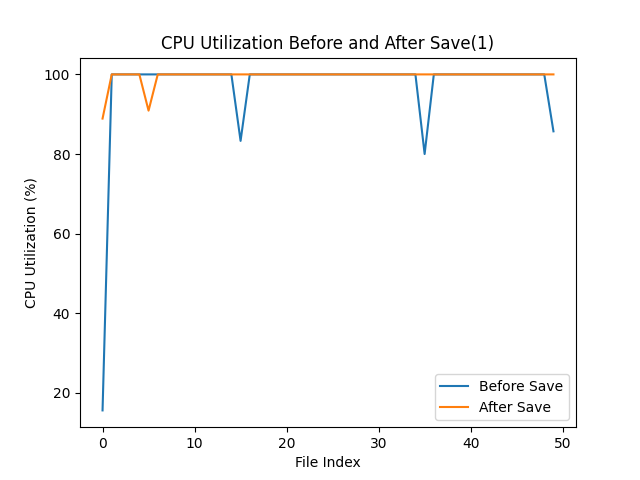 CPU Utilization Before and After Save(1)
100
80
60
40
20
CPU Utilization (%)
0
10
20
30
40
50
File Index
Before Save
After Save